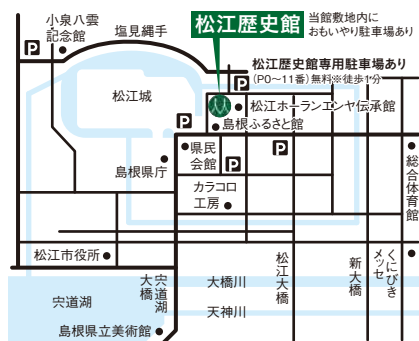 小泉八雲
記念館
塩見縄手
松江歴史館
当館敷地内に
おもいやり駐車場あり
P
松江歴史館専用駐車場あり
(P0〜11番)無料※徒歩1分
P
松江城
松江ホーランエンヤ伝承館
P
島根ふるさと館
県民
会館
P
P
島根県庁
カラコロ
工房
総合体育館
松江市役所
宍道湖
大橋
大橋川
松江大橋
新大橋
くにびき
メッセ
宍道湖
天神川
島根県立美術館